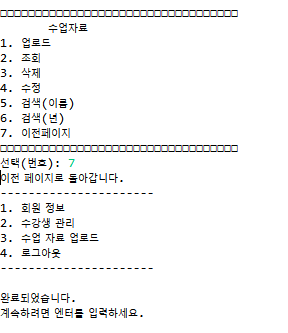 □□□□□□□□□□□□□□□□□□□□□□□□□□□□□□□□□□
수업자료
1. 업로드
2. 조회
3. 삭제
4. 수정
5. 검색(이름)
6. 검색(년)
7. 이전페이지
□□□□□□□□□□□□□□□□□□□□□□□□□□□□□□□□□□
선택(번호): 7
이전 페이지로 돌아갑니다.
----------------------
1. 회원 정보
2. 수강생 관리
3. 수업 자료 업로드
4. 로그아웃
----------------------
완료되었습니다.
계속하려면 엔터를 입력하세요.